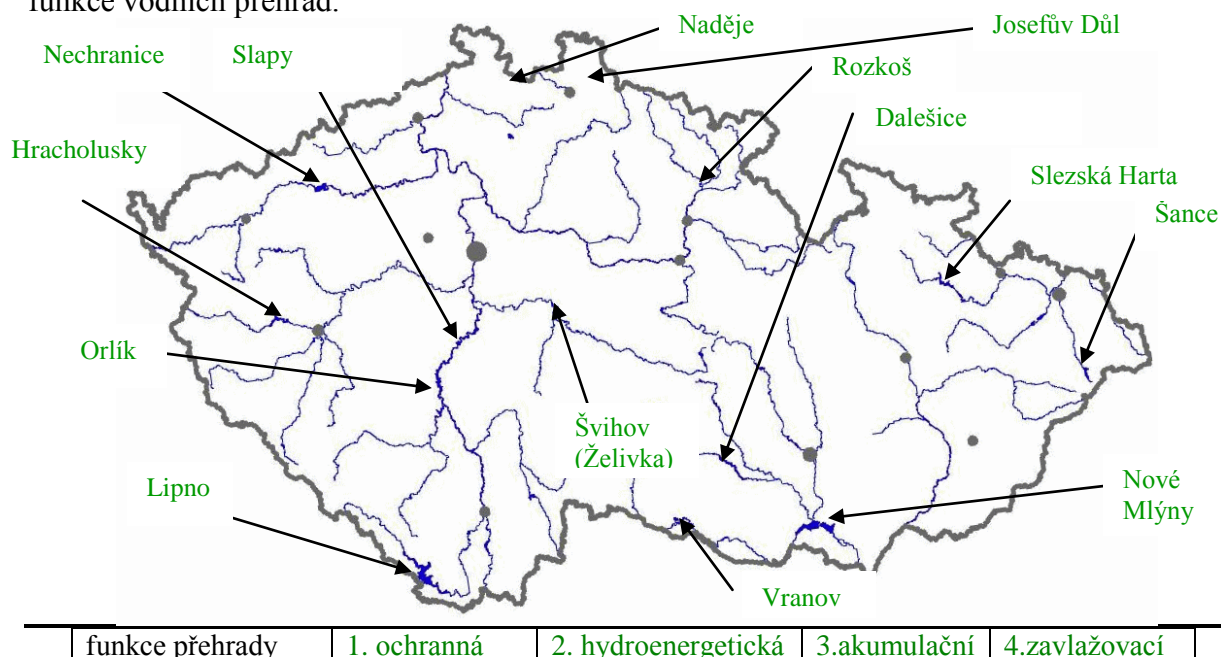 funkce vodních přehrad.
Naděje
Josefův Důl
Nechranice
Slapy
Rozkoš
Dalešice
Hracholusky
Slezská Harta
Šance
Orlík
Švihov
(Želivka)
Lipno
Nové
Mlýny
Vranov
funkce přehrady 1. ochranná 2. hydroenergetická 3.akumulační 4.zavlažovací